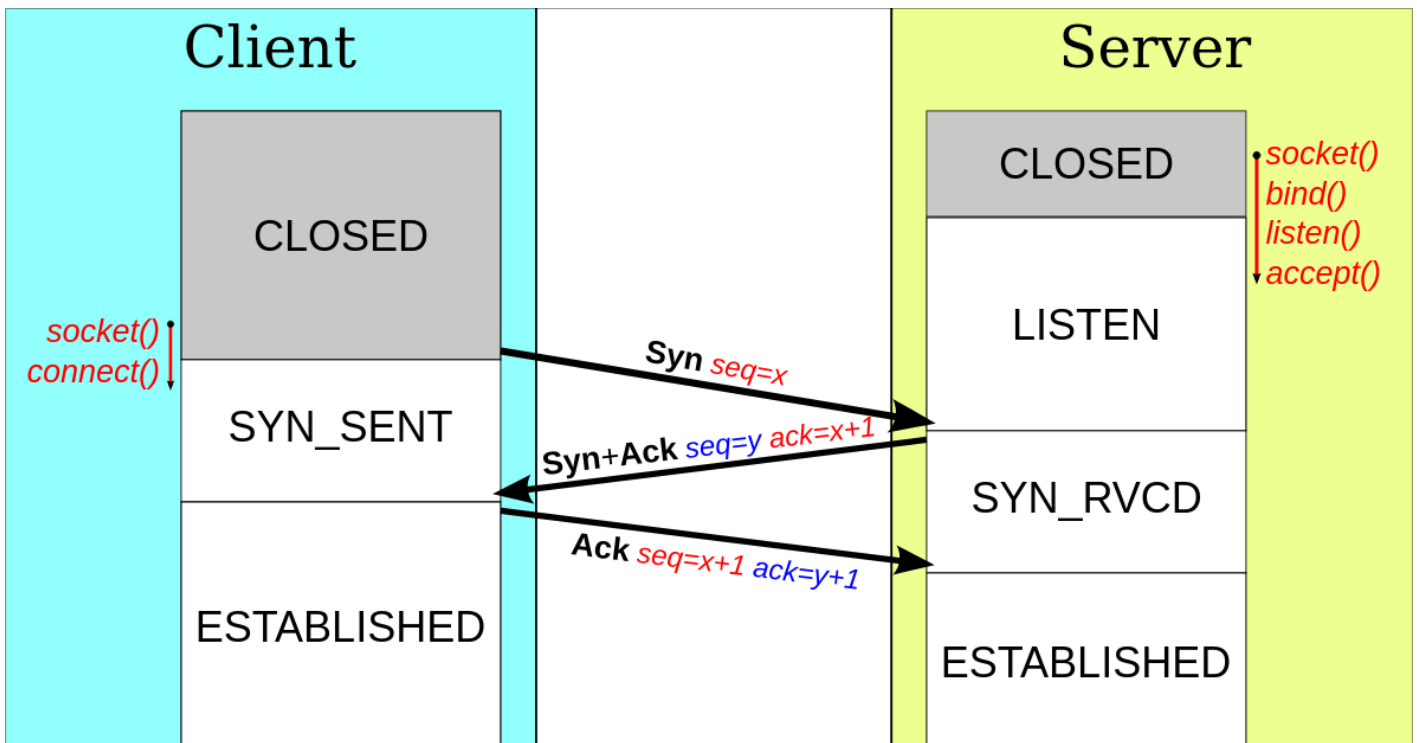 Client
Server
CLOSED
socket()
connect()
SYN_SENT
ESTABLISHED
Syn seq=x
Syn+Ack seq=y ack=x+1
Ack seq=x+1 ack=y+1
CLOSED
socket()
bind()
listen()
accept()
LISTEN
SYN_RVCD
ESTABLISHED